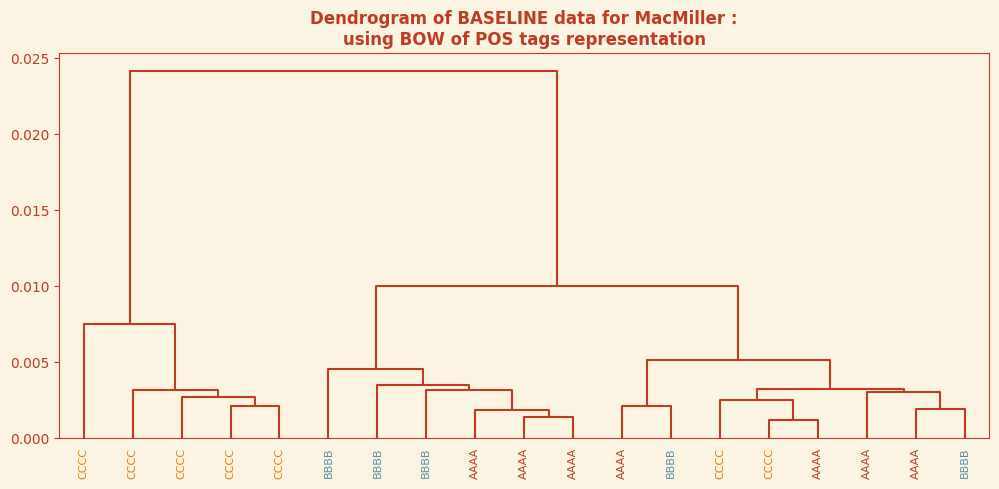 Dendrogram of BASELINE data for MacMiller :
using BOW of POS tags representation
0.025
0.020
0.015
0.010
0.005
0.000
CCCC CCCC CCCC CCCC CCCC BBBB BBBB BBBB AAAA AAAA AAAA AAAA BBBB CCCC CCCC AAAA AAAA AAAA BBBB